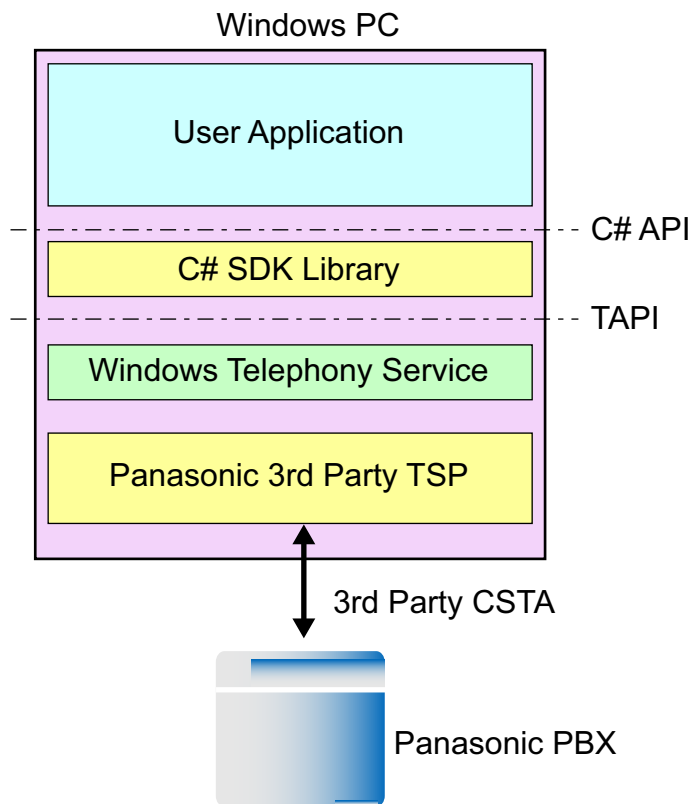 Windows PC
User Application
C# API
C# SDK Library
TAPI
Windows Telephony Service
Panasonic 3rd Party TSP
3rd Party CSTA
Panasonic PBX